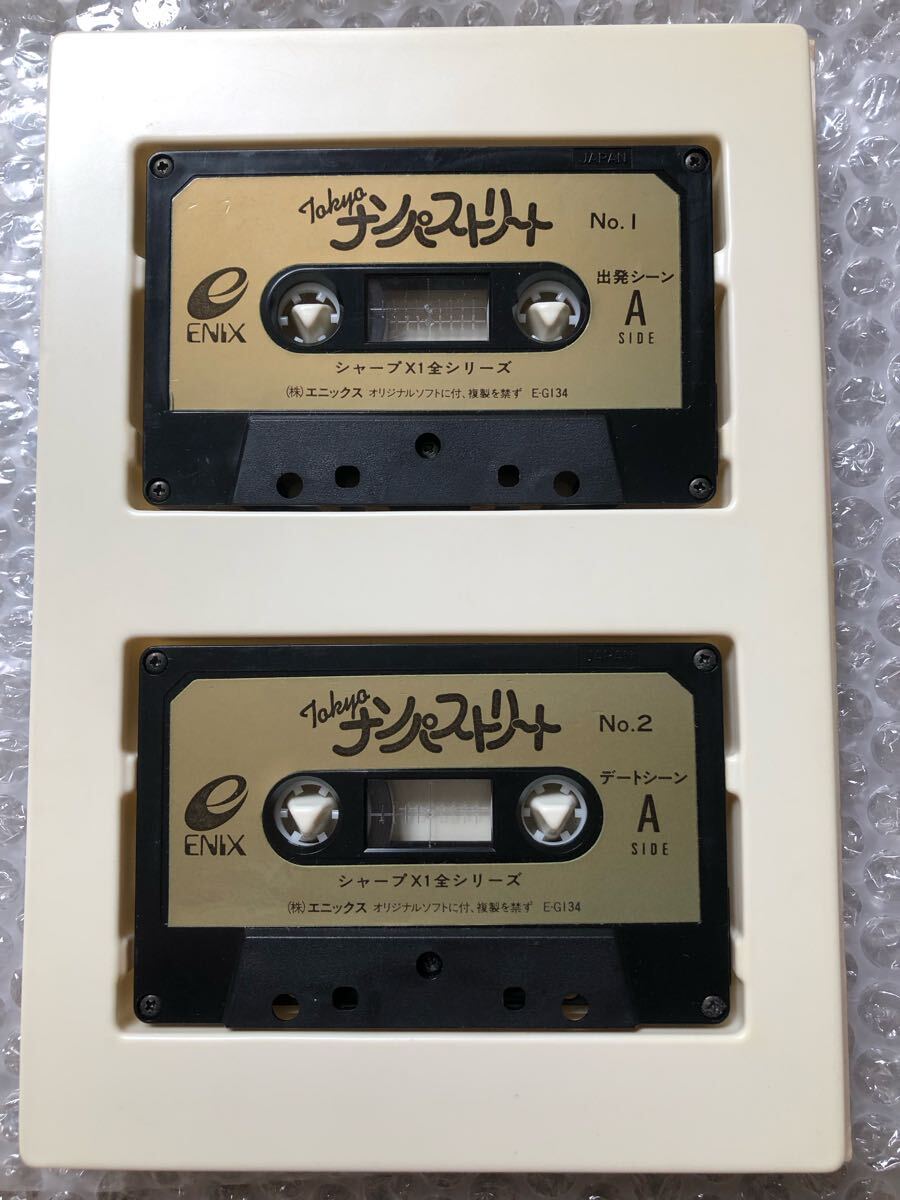 JAPAN
Tokyo
ナンパストリート
No.1
出発シーン
A
SIDE
ENIX
シャープX1全シリーズ
(株)エニックス オリジナルソフトに付、複製を禁ず E-G134
JAPAN
Tokyo
ナンパストリート
No.2
デートシーン
A
SIDE
ENIX
シャープX1全シリーズ
(株)エニックス オリジナルソフトに付、複製を禁ず E-G134